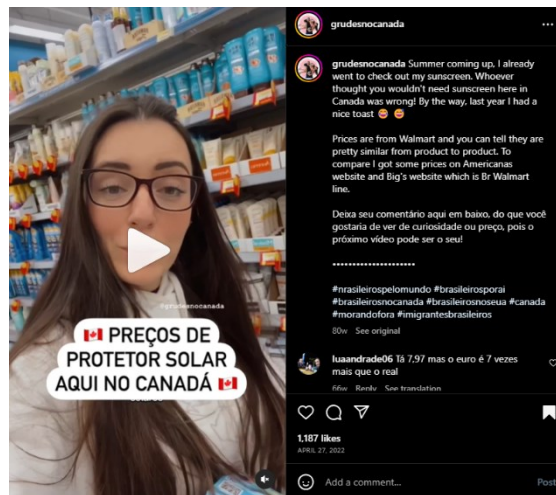 @grudesnocanada
🇨🇦 PREÇOS DE
PROTETOR SOLAR
AQUI NO CANADÁ 🇨🇦
grudesnocanada
grudesnocanada Summer coming up, I already
went to check out my sunscreen. Whoever
thought you wouldn't need sunscreen here in
Canada was wrong! By the way, last year I had a
nice toast
Prices are from Walmart and you can tell they are
pretty similar from product to product. To
compare I got some prices on Americanas
website and Big's website which is Br Walmart
line.
Deixa seu comentário aqui em baixo, do que você
gostaria de ver de curiosidade ou preço, pois o
próximo vídeo pode ser o seu!
•••••••••••••••••••••
#nrasileirospelomundo #brasileirosporai
#brasileirosnocanada #brasileirosnoseua #canada
#morandofora #imigrantesbrasileiros
80w See original
luaandrade06 Tá 7,97 mas o euro é 7 vezes
mais que o real
66w Reply See translation
1,187 likes
APRIL 27, 2022
Add a comment...
Post